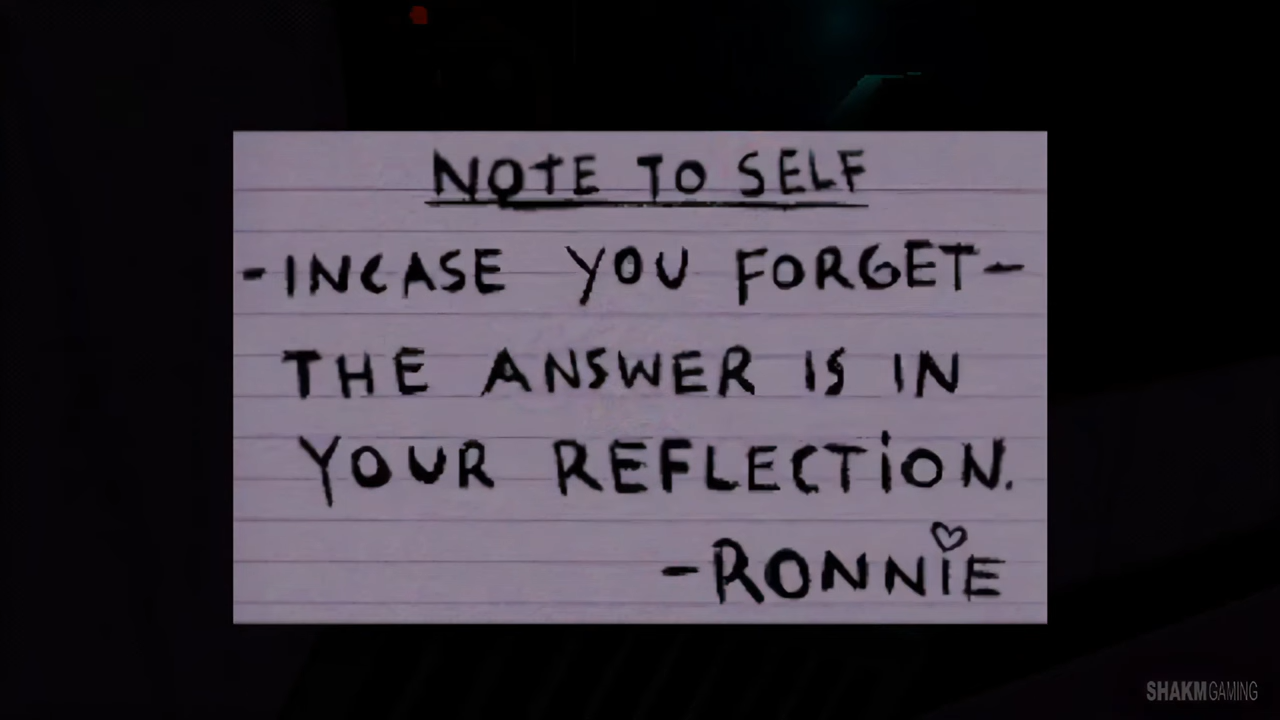 NOTE TO SELF
-INCASE YOU FORGET-
THE ANSWER IS IN
YOUR REFLECTION.
-RONNIE
SHAKMGAMING